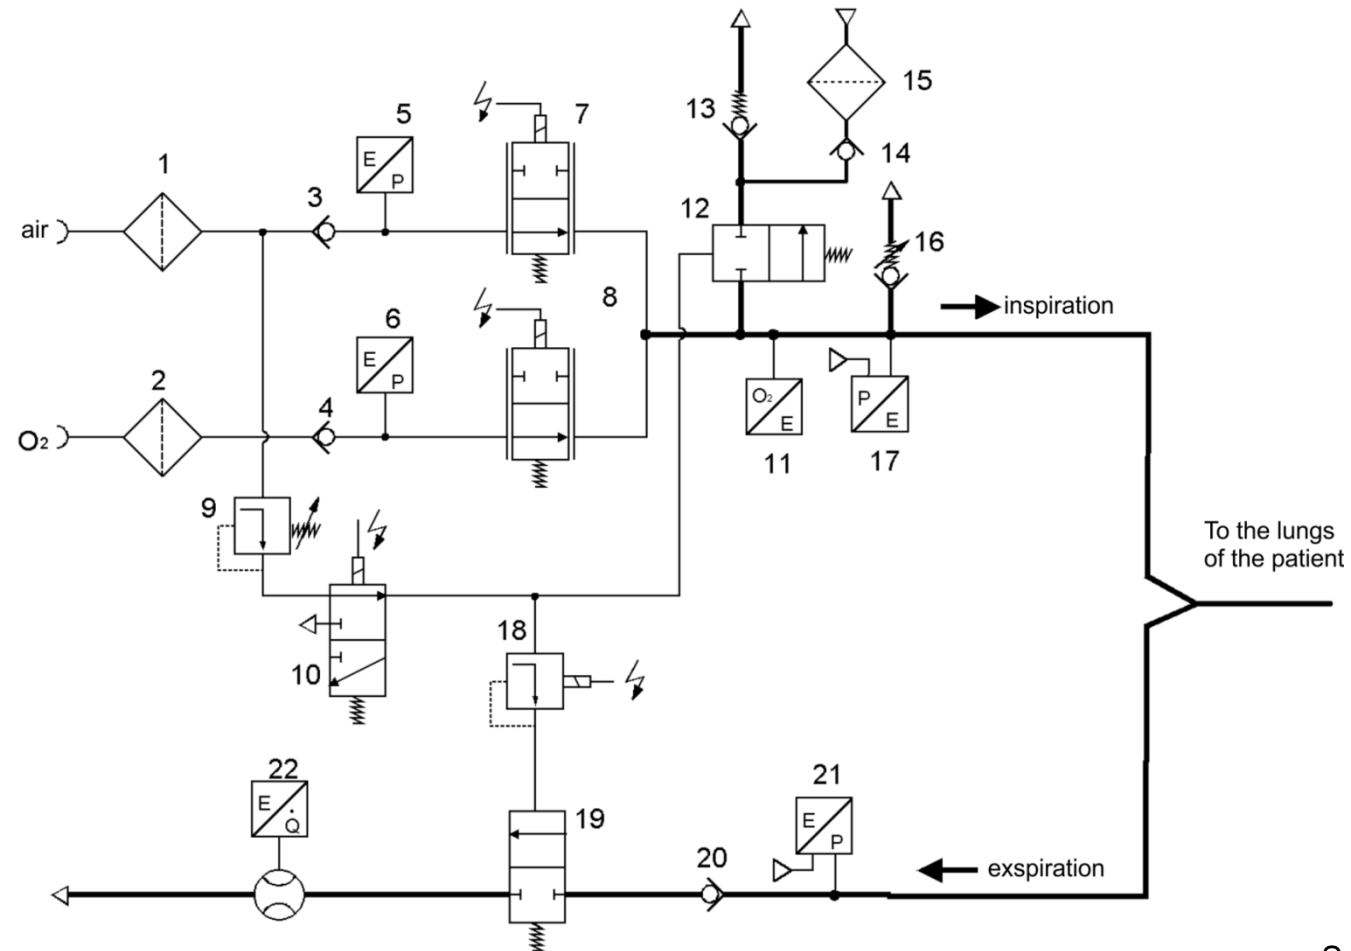 13
15
5
7
1
14
3
12
air
16
8
inspiration
6
2
4
O2
11
17
9
To the lungs
of the patient
18
10
22
21
19
20
exspiration
E
P
E
P
O2
E
P
E
E
Q̇
E
P